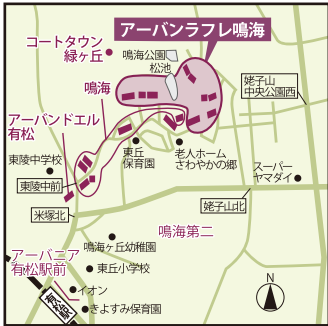 アーバンラフレ鳴海
コートタウン
緑ヶ丘
鳴海公園
松池
鳴海
姥子山
中央公園西
アーバンドエル
有松
東陵中学校
東丘
保育園
老人ホーム
さわやかの郷
スーパー
ヤマダイ
東陵中前
米塚北
姥子山北
鳴海ヶ丘幼稚園
鳴海第二
アーバニア
有松駅前
東丘小学校
イオン
きよすみ保育園
有松駅
N